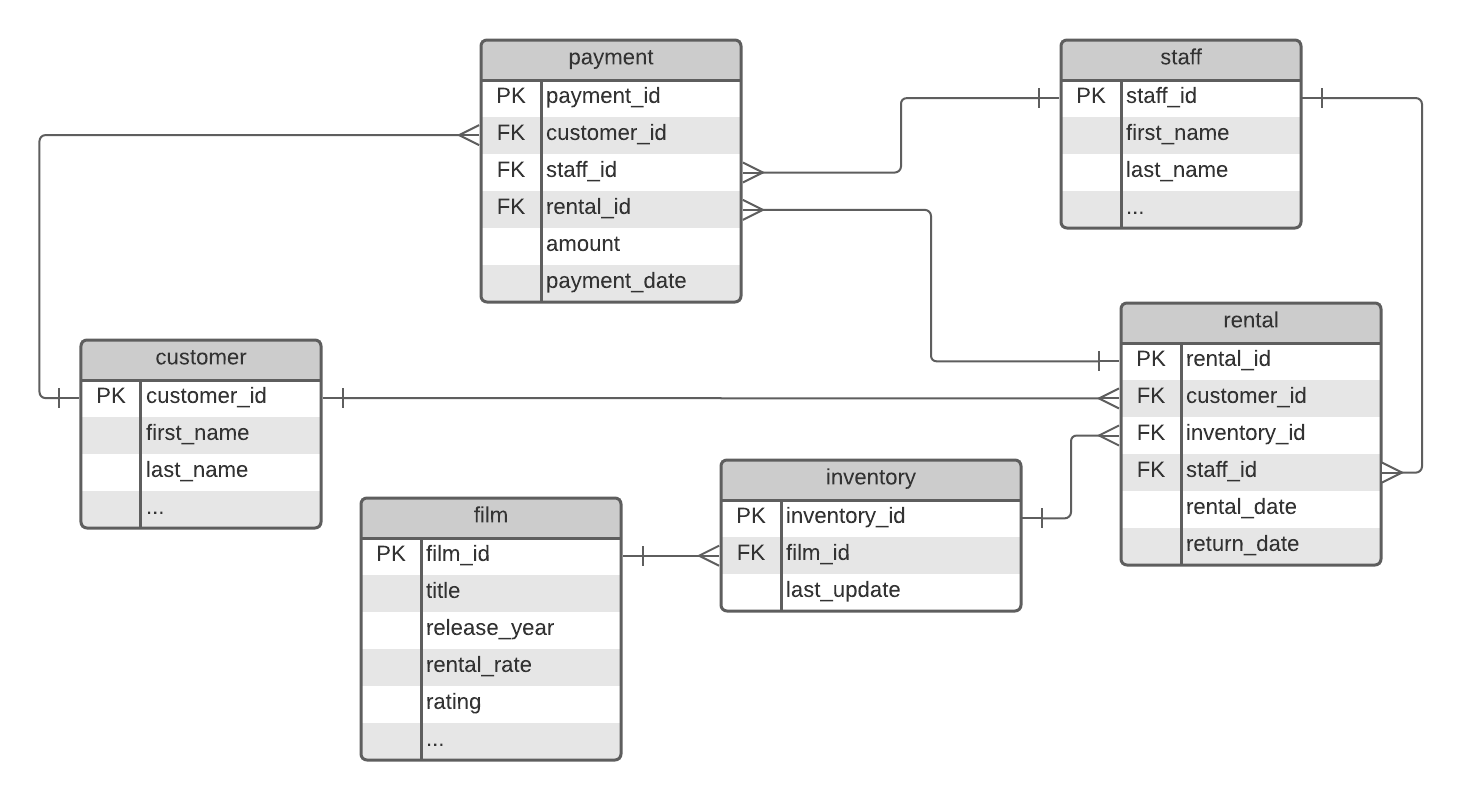 payment
PK payment_id
FK customer_id
FK staff_id
FK rental_id
amount
payment_date
staff
PK staff_id
first_name
last_name
...
customer
PK customer_id
first_name
last_name
...
rental
PK rental_id
FK customer_id
FK inventory_id
FK staff_id
rental_date
return_date
film
PK film_id
title
release_year
rental_rate
rating
...
inventory
PK inventory_id
FK film_id
last_update